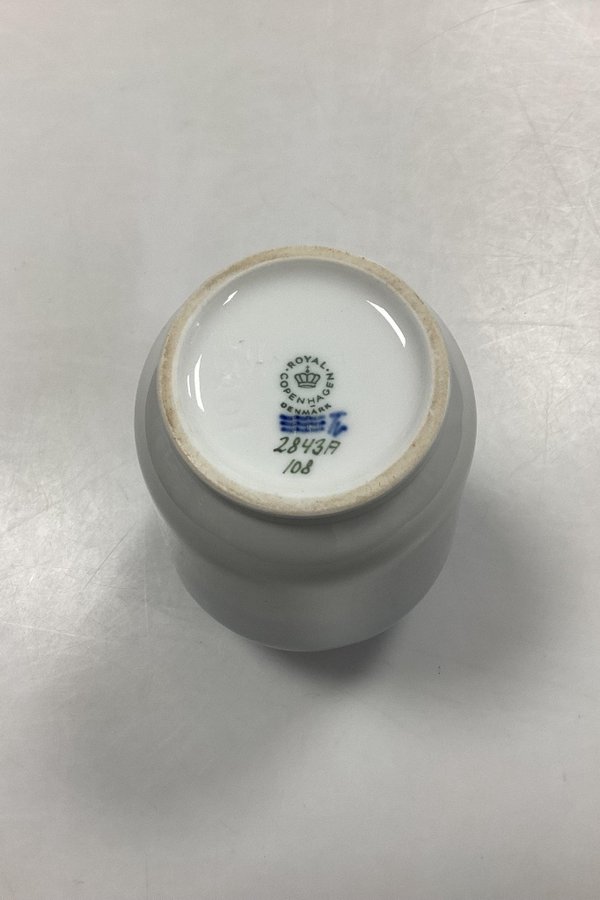 ROYAL
COPENHAGEN
DENMARK
2843A
108